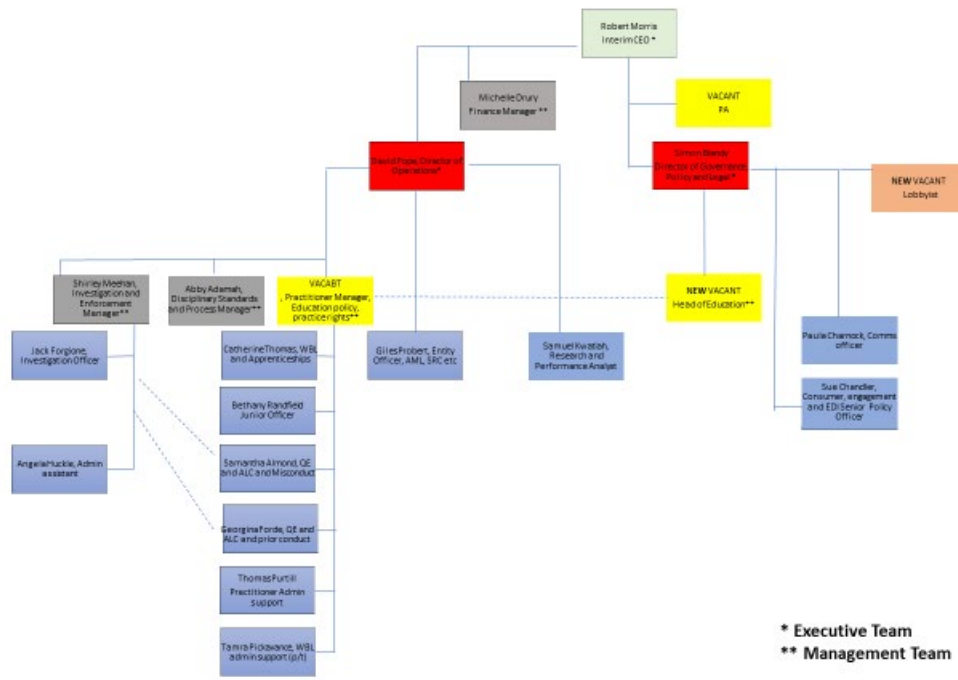 Robert Morris
Interim CEO *
Michelle Drury
Finance Manager **
VACANT
PA
David Pope, Director of
Operations*
Simon Blandy
Director of Governance,
Policy and Legal*
NEW VACANT
Lobbyist
Shirley Meehan,
Investigation and
Enforcement
Manager**
Abby Adamah,
Disciplinary Standards
and Process Manager**
VACABT
, Practitioner Manager,
Education policy,
practice rights**
NEW VACANT
Head of Education**
Jack Forgione,
Investigation Officer
Catherine Thomas, WBL
and Apprenticeships
Giles Probert, Entity
Officer, AML, SRC etc
Samuel Kwatiah,
Research and
Performance Analyst
Paula Charnock, Comms
officer
Bethany Randfield
Junior Officer
Sue Chandler,
Consumer, engagement
and EDI Senior Policy
Officer
Angela Huckle, Admin
assistant
Samantha Almond, QE
and ALC and Misconduct
Georgina Forde, QE and
ALC and prior conduct
Thomas Purtill
Practitioner Admin
support
Tamira Pickavance, WBL
admin support (p/t)
* Executive Team
** Management Team